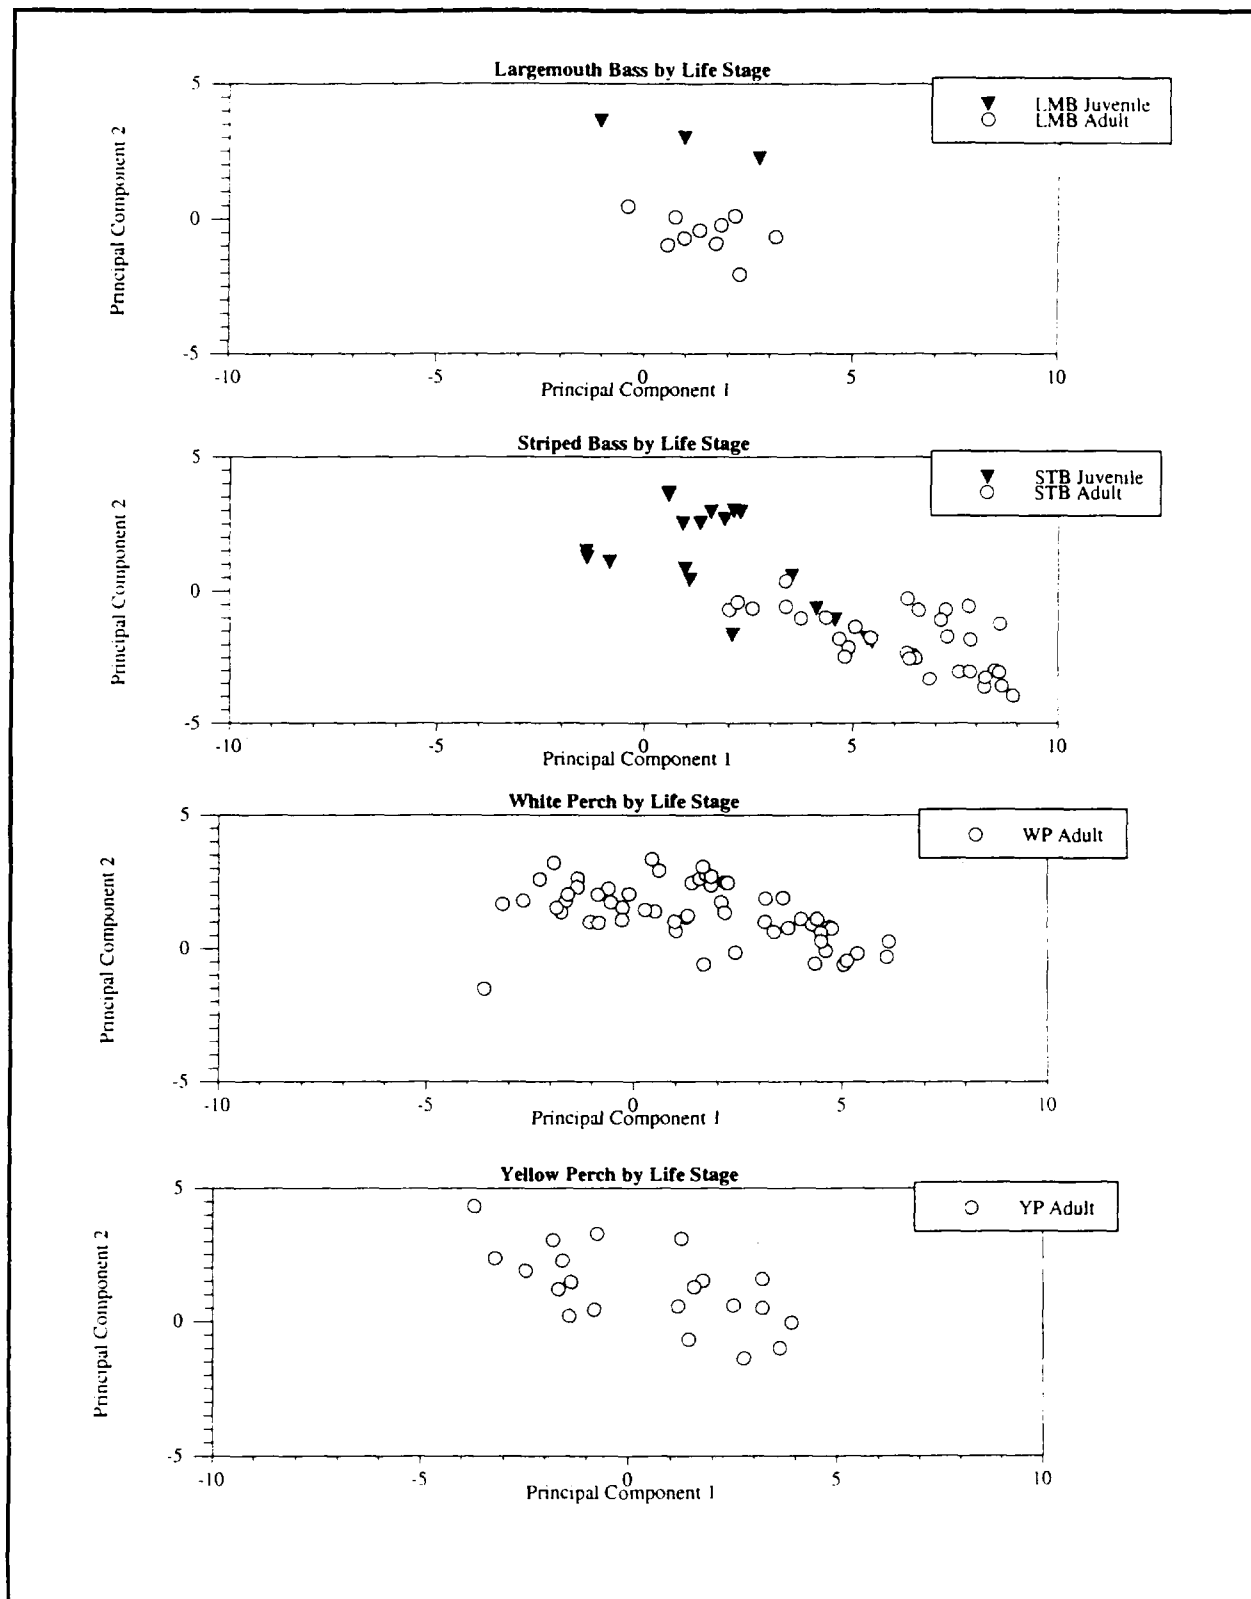 Largemouth Bass by Life Stage
LMB Juvenile
LMB Adult
Principal Component 2
5
0
-5
-10 -5 0 5 10
Principal Component 1
Striped Bass by Life Stage
STB Juvenile
STB Adult
Principal Component 2
5
0
-5
-10 -5 0 5 10
Principal Component 1
White Perch by Life Stage
WP Adult
Principal Component 2
5
0
-5
-10 -5 0 5 10
Principal Component 1
Yellow Perch by Life Stage
YP Adult
Principal Component 2
5
0
-5
-10 -5 0 5 10
Principal Component 1